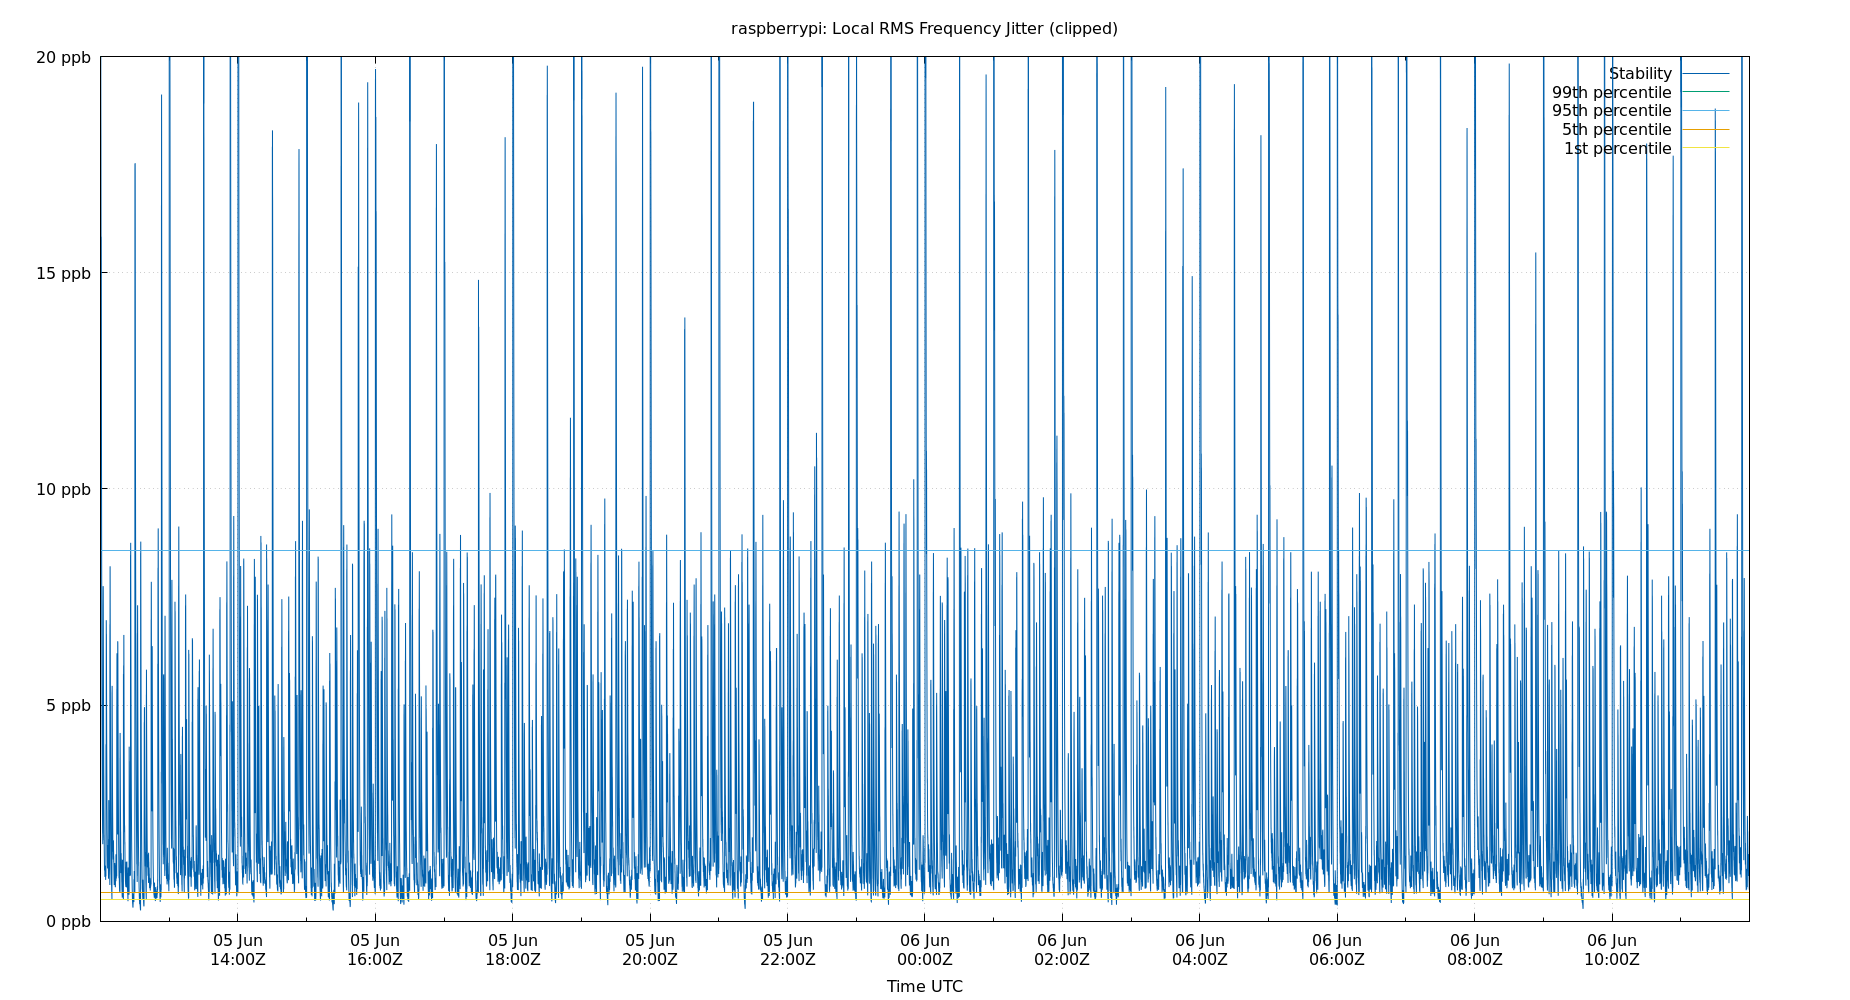 raspberrypi: Local RMS Frequency Jitter (clipped)
20 ppb
15 ppb
10 ppb
5 ppb
0 ppb
Stability
99th percentile
95th percentile
5th percentile
1st percentile
05 Jun 05 Jun 05 Jun 05 Jun 05 Jun 06 Jun 06 Jun 06 Jun 06 Jun 06 Jun 06 Jun
14:00Z 16:00Z 18:00Z 20:00Z 22:00Z 00:00Z 02:00Z 04:00Z 06:00Z 08:00Z 10:00Z
Time UTC